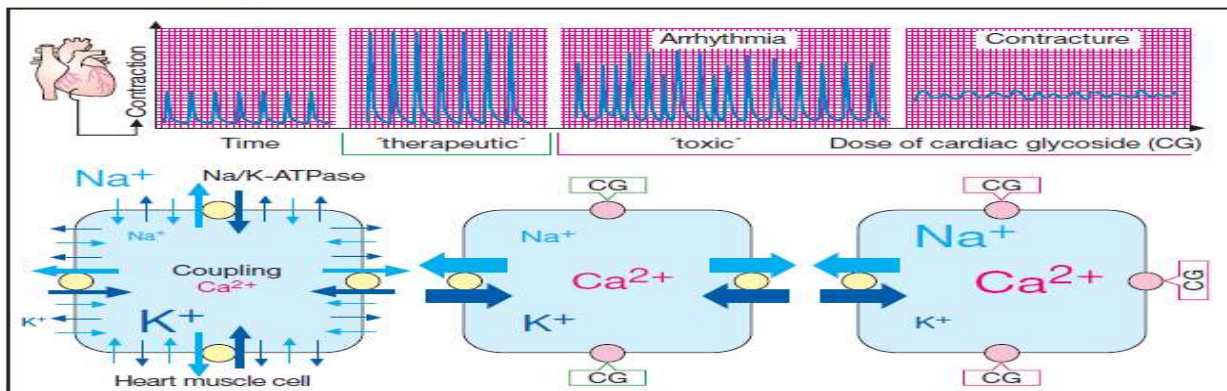 Arrhythmia
Contracture
Contraction
Time
´therapeutic´
´toxic´
Dose of cardiac glycoside (CG)
Na⁺
Na/K-ATPase
Na⁺
Coupling
Ca²⁺
K⁺
K⁺
Heart muscle cell
CG
Na⁺
Ca²⁺
K⁺
CG
CG
Na⁺
Ca²⁺
CG
K⁺
CG